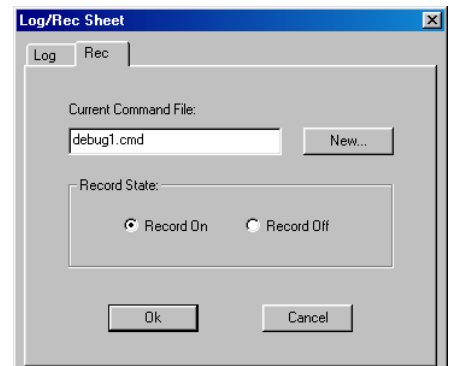 Log/Rec Sheet
Log Rec
Current Command File:
debug1.cmd New...
Record State:
Record On Record Off
Ok Cancel